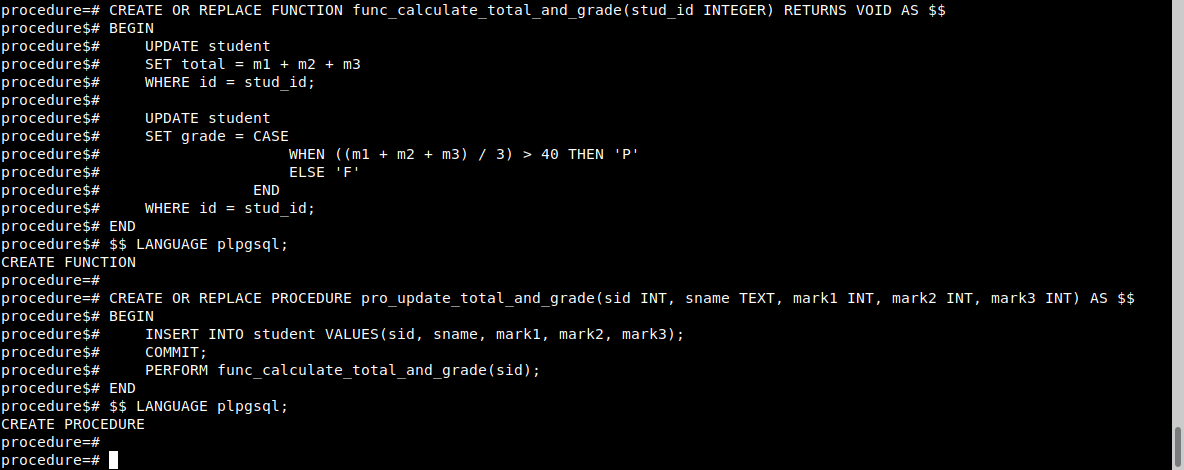 procedure=# CREATE OR REPLACE FUNCTION func_calculate_total_and_grade(stud_id INTEGER) RETURNS VOID AS $$
procedure$# BEGIN
procedure$#     UPDATE student
procedure$#     SET total = m1 + m2 + m3
procedure$#     WHERE id = stud_id;
procedure$#
procedure$#     UPDATE student
procedure$#     SET grade = CASE
procedure$#                     WHEN ((m1 + m2 + m3) / 3) > 40 THEN 'P'
procedure$#                     ELSE 'F'
procedure$#                 END
procedure$#     WHERE id = stud_id;
procedure$# END
procedure$# $$ LANGUAGE plpgsql;
CREATE FUNCTION
procedure=#
procedure=# CREATE OR REPLACE PROCEDURE pro_update_total_and_grade(sid INT, sname TEXT, mark1 INT, mark2 INT, mark3 INT) AS $$
procedure$# BEGIN
procedure$#     INSERT INTO student VALUES(sid, sname, mark1, mark2, mark3);
procedure$#     COMMIT;
procedure$#     PERFORM func_calculate_total_and_grade(sid);
procedure$# END
procedure$# $$ LANGUAGE plpgsql;
CREATE PROCEDURE
procedure=#
procedure=#